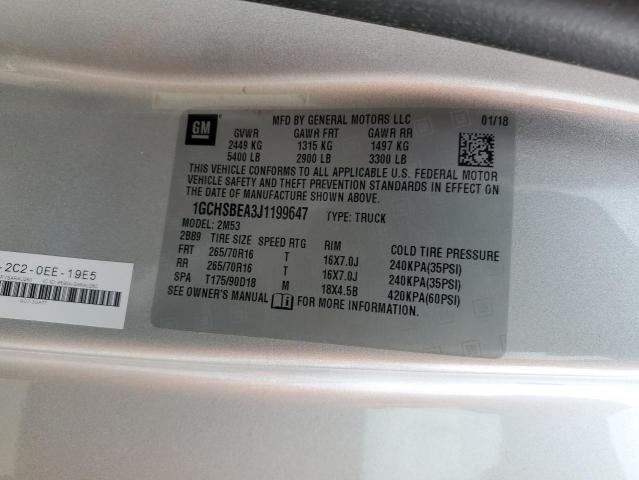 GM
MFD BY GENERAL MOTORS LLC 01/18
GVWR GAWR FRT GAWR RR
2449 KG 1315 KG 1497 KG
5400 LB 2900 LB 3300 LB
THIS VEHICLE CONFORMS TO ALL APPLICABLE U.S. FEDERAL MOTOR
VEHICLE SAFETY AND THEFT PREVENTION STANDARDS IN EFFECT ON
THE DATE OF MANUFACTURE SHOWN ABOVE.
1GCHSBEA3J1199647 TYPE: TRUCK
MODEL: 2M53
2BB9 TIRE SIZE SPEED RTG RIM COLD TIRE PRESSURE
FRT 265/70R16 T 16X7.0J 240KPA(35PSI)
RR 265/70R16 T 16X7.0J 240KPA(35PSI)
SPA T175/90D18 M 18X4.5B 420KPA(60PSI)
SEE OWNER'S MANUAL FOR MORE INFORMATION.
-2C2-0EE-19E5